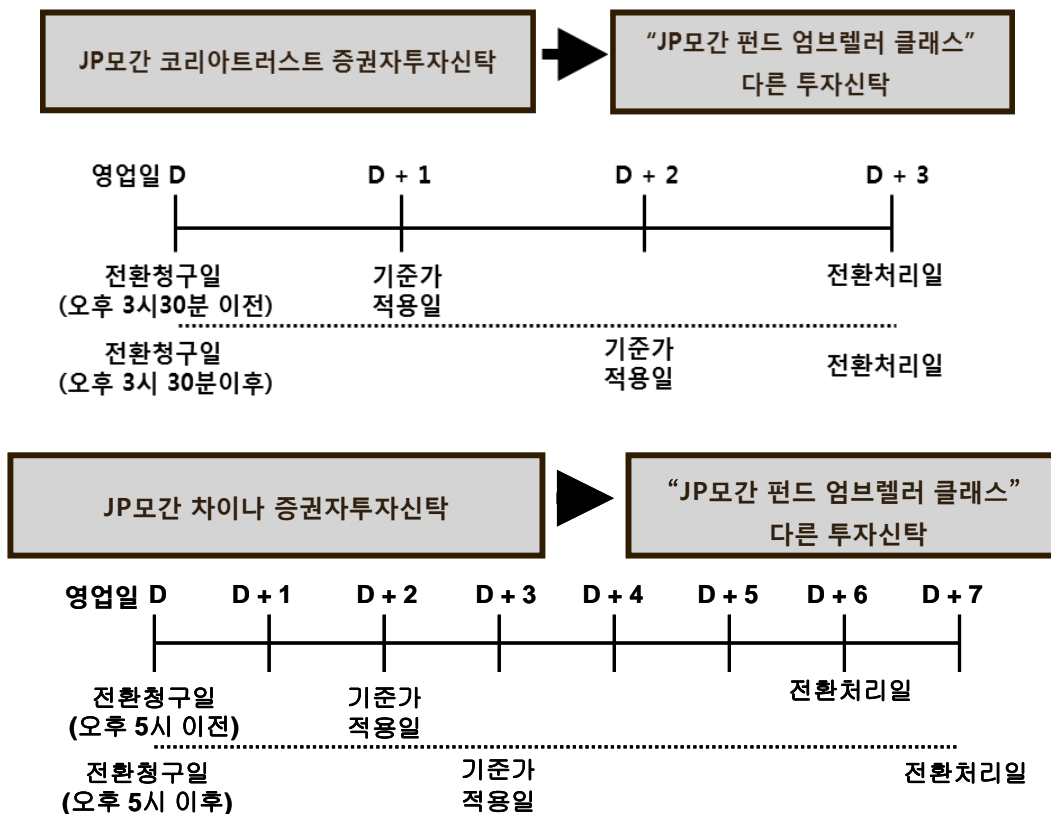 JP모간 코리아트러스트 증권자투자신탁
“JP모간 펀드 엄브렐러 클래스”
다른 투자신탁
영업일 D D + 1 D + 2 D + 3
전환청구일 기준가 전환처리일
(오후 3시30분 이전) 적용일
전환청구일 기준가 전환처리일
(오후 3시 30분이후) 적용일
JP모간 차이나 증권자투자신탁
“JP모간 펀드 엄브렐러 클래스”
다른 투자신탁
영업일 D D + 1 D + 2 D + 3 D + 4 D + 5 D + 6 D + 7
전환청구일 기준가 전환처리일
(오후 5시 이전) 적용일
전환청구일 기준가 전환처리일
(오후 5시 이후) 적용일